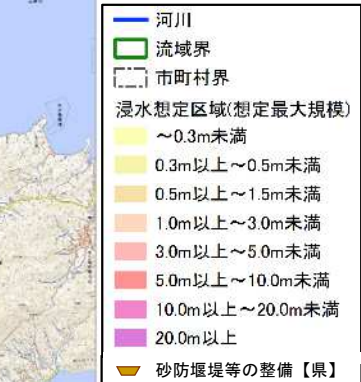 河川
流域界
市町村界
浸水想定区域(想定最大規模)
～0.3m未満
0.3m以上～0.5m未満
0.5m以上～1.5m未満
1.0m以上～3.0m未満
3.0m以上～5.0m未満
5.0m以上～10.0m未満
10.0m以上～20.0m未満
20.0m以上
砂防堰堤等の整備【県】